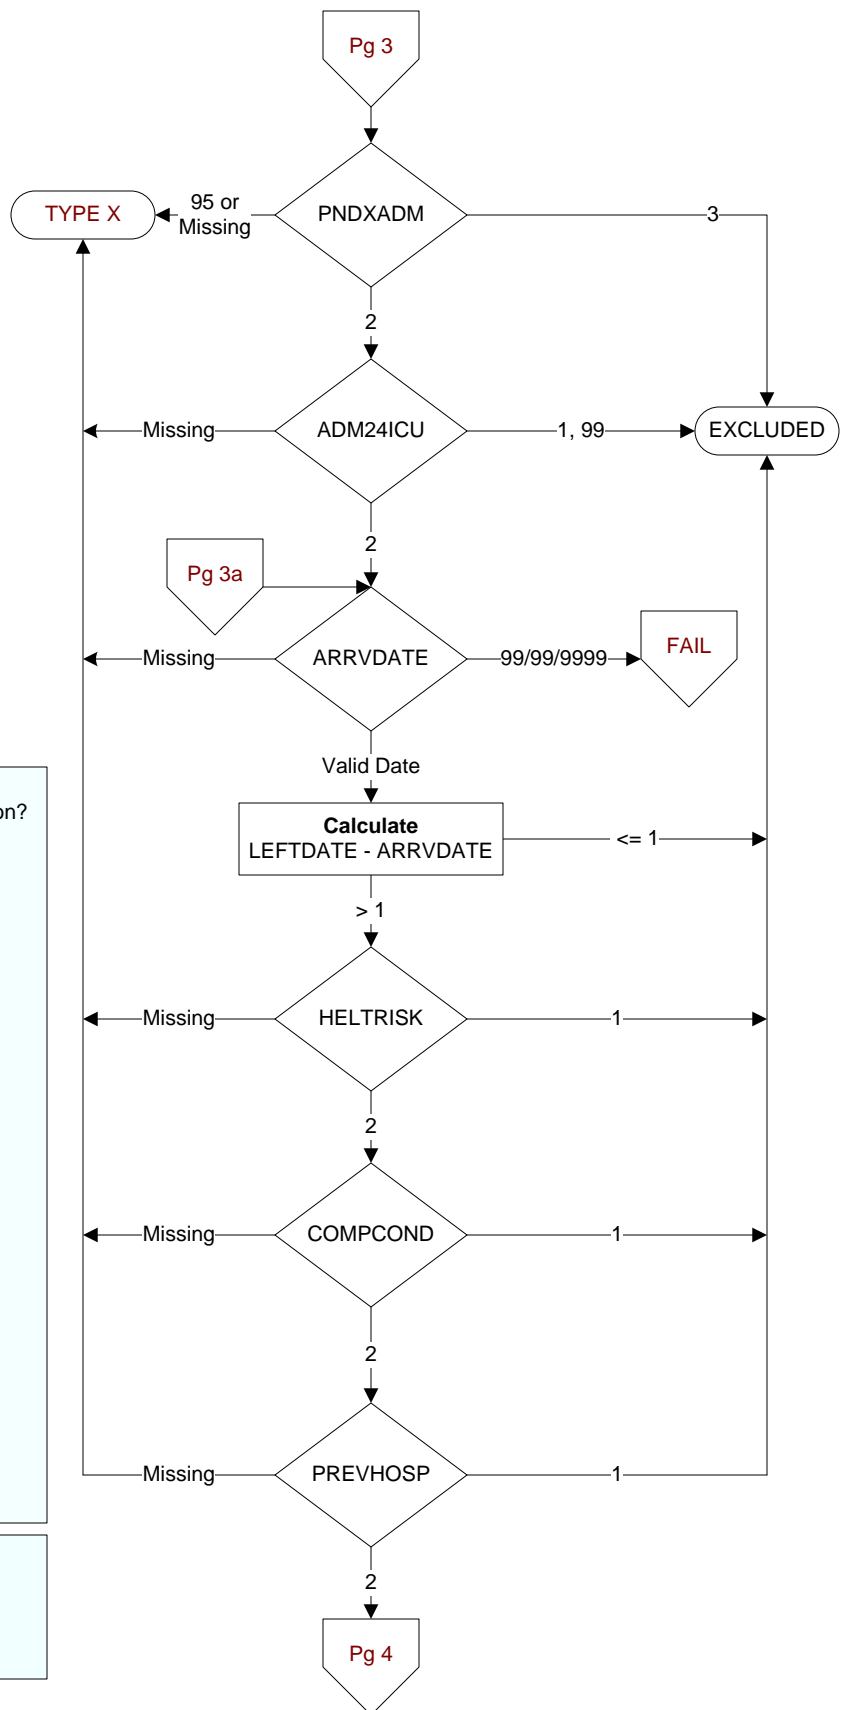 Pg 3
TYPE X
95 or
Missing
PNDXADM
3
2
Missing
ADM24ICU
1, 99
EXCLUDED
2
Pg 3a
Missing
ARRVDATE
99/99/9999
FAIL
Valid Date
Calculate
LEFTDATE - ARRVDATE
<= 1
> 1
Missing
HELTRISK
1
2
Missing
COMPCOND
1
2
Missing
PREVHOSP
1
2
Pg 4